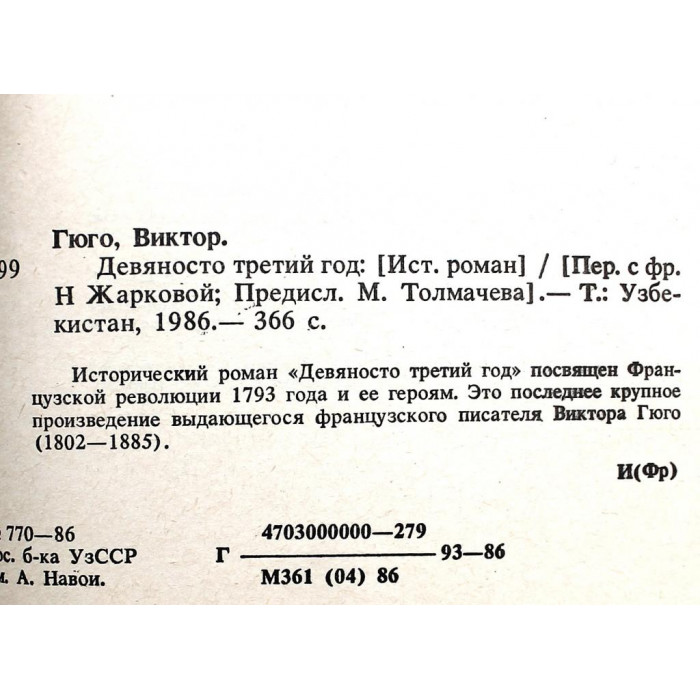 Гюго, Виктор.
99 Девяносто третий год: [Ист. роман] / [Пер. с фр.
Н Жарковой; Предисл. М. Толмачева].— Т.: Узбе-
кистан, 1986.— 366 с.
Исторический роман «Девяносто третий год» посвящен Фран-
цузской революции 1793 года и ее героям. Это последнее крупное
произведение выдающегося французского писателя Виктора Гюго
(1802—1885).
И(Фр)
770—86
ос. б-ка УзССР
и. А. Навои.
4703000000—279
Г 93—86
М361 (04) 86